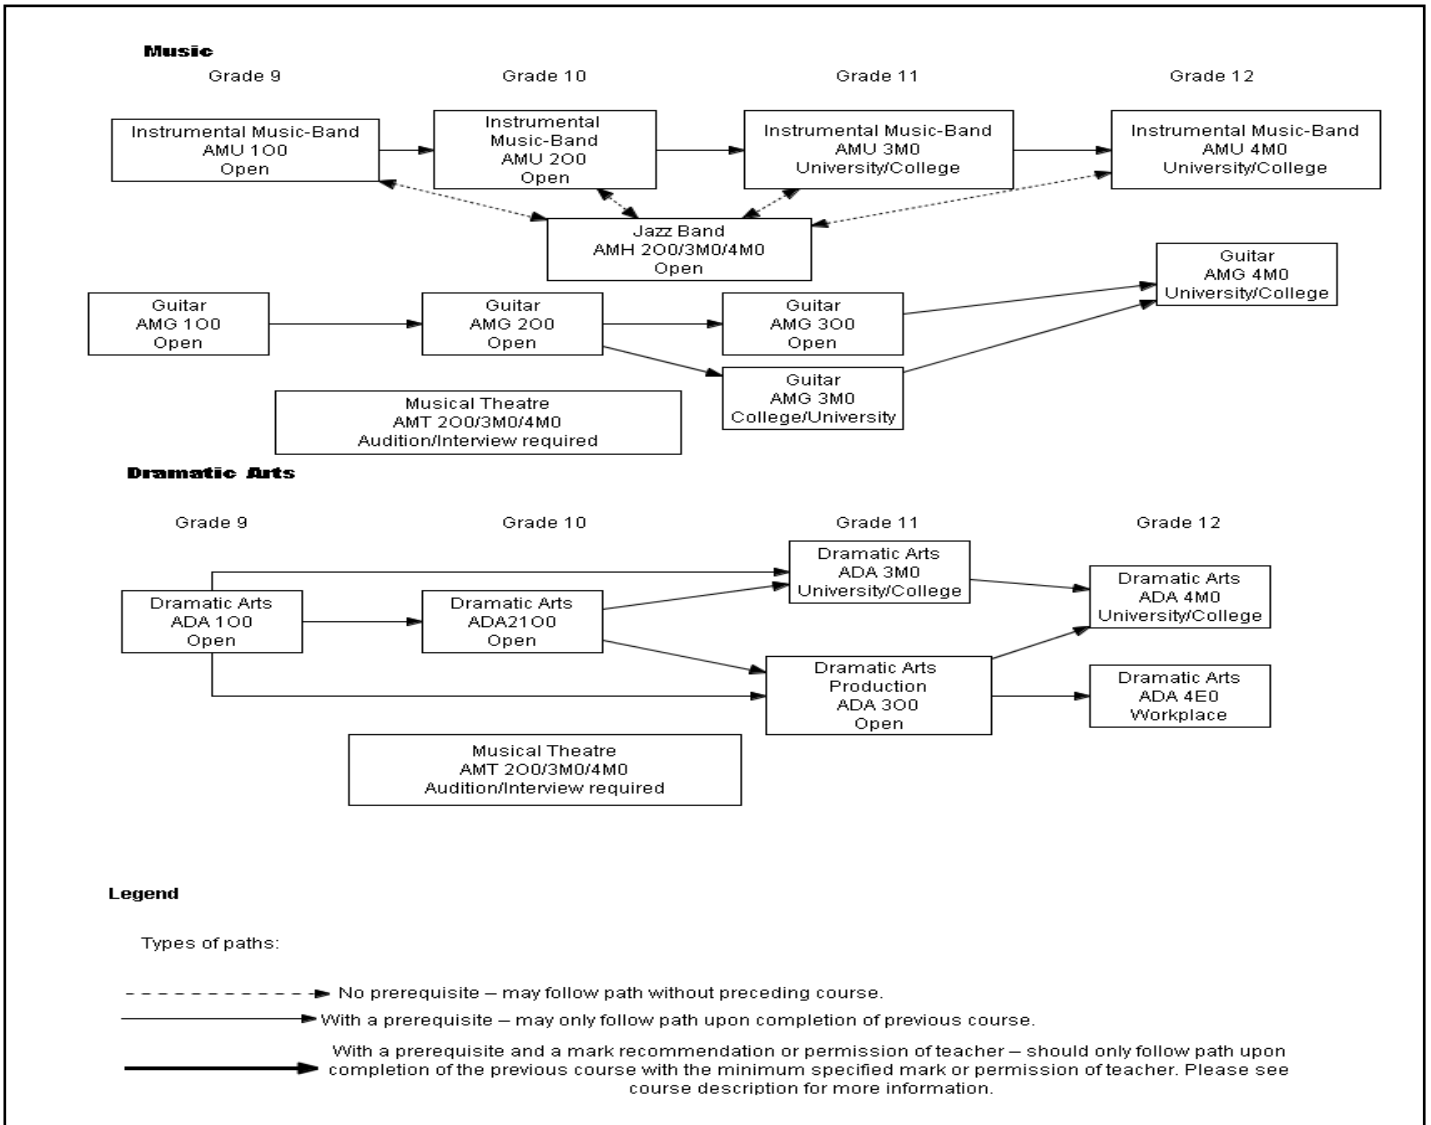 Music
Grade 9
Grade 10
Grade 11
Grade 12
Instrumental Music-Band
AMU 1O0
Open
Instrumental
Music-Band
AMU 2O0
Open
Instrumental Music-Band
AMU 3M0
University/College
Instrumental Music-Band
AMU 4M0
University/College
Jazz Band
AMH 2O0/3M0/4M0
Open
Guitar
AMG 4M0
University/College
Guitar
AMG 1O0
Open
Guitar
AMG 2O0
Open
Guitar
AMG 3O0
Open
Guitar
AMG 3M0
College/University
Musical Theatre
AMT 2O0/3M0/4M0
Audition/Interview required
Dramatic Arts
Grade 9
Grade 10
Grade 11
Grade 12
Dramatic Arts
ADA 1O0
Open
Dramatic Arts
ADA21O0
Open
Dramatic Arts
ADA 3M0
University/College
Dramatic Arts
ADA 4M0
University/College
Dramatic Arts
Production
ADA 3O0
Open
Dramatic Arts
ADA 4E0
Workplace
Musical Theatre
AMT 2O0/3M0/4M0
Audition/Interview required
Legend
Types of paths:
No prerequisite – may follow path without preceding course.
With a prerequisite – may only follow path upon completion of previous course.
With a prerequisite and a mark recommendation or permission of teacher – should only follow path upon
completion of the previous course with the minimum specified mark or permission of teacher. Please see
course description for more information.